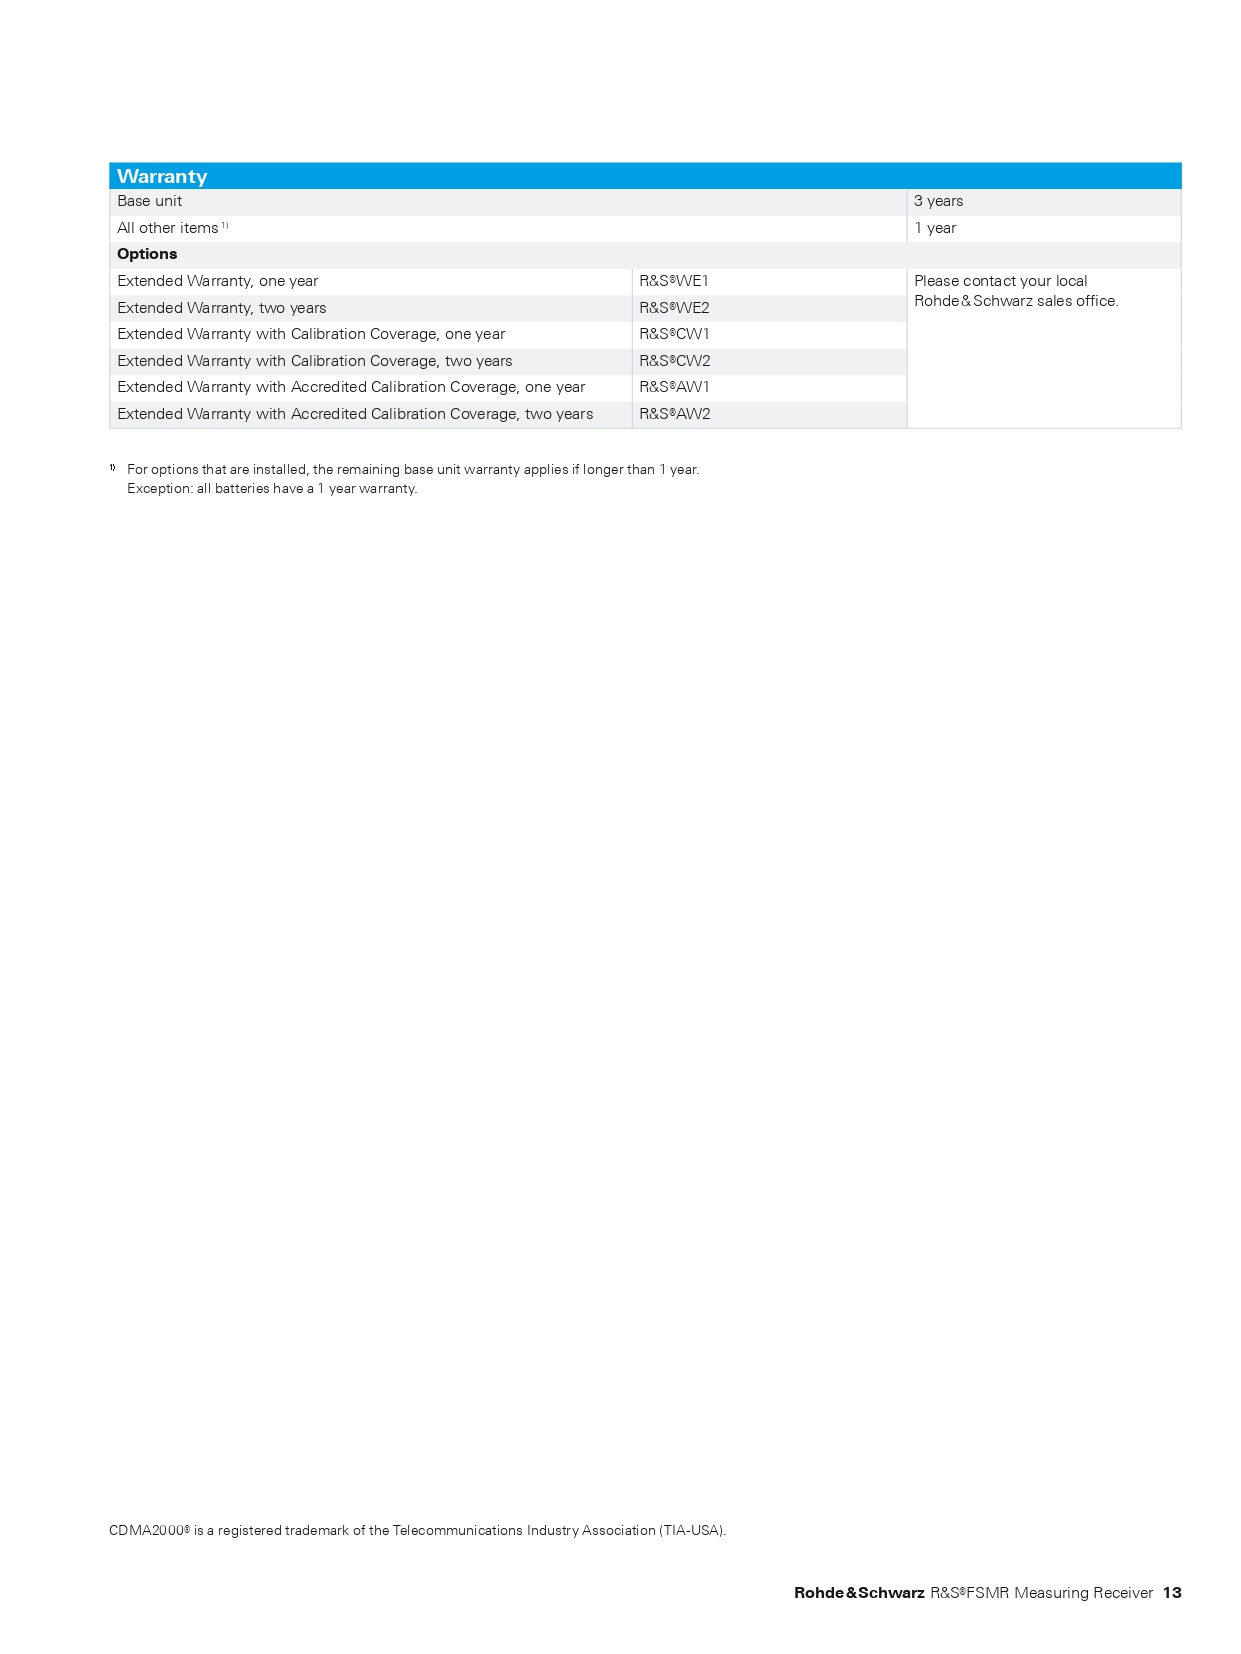 Warranty
Base unit 3 years
All other items 1) 1 year
Options
Extended Warranty, one year R&S®WE1 Please contact your local
Rohde & Schwarz sales office.
Extended Warranty, two years R&S®WE2
Extended Warranty with Calibration Coverage, one year R&S®CW1
Extended Warranty with Calibration Coverage, two years R&S®CW2
Extended Warranty with Accredited Calibration Coverage, one year R&S®AW1
Extended Warranty with Accredited Calibration Coverage, two years R&S®AW2
1) For options that are installed, the remaining base unit warranty applies if longer than 1 year.
Exception: all batteries have a 1 year warranty.
CDMA2000® is a registered trademark of the Telecommunications Industry Association (TIA-USA).
Rohde & Schwarz R&S®FSMR Measuring Receiver 13